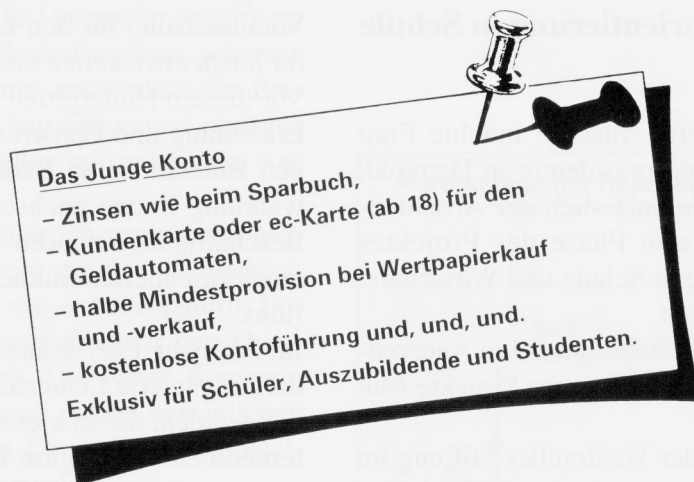 Das Junge Konto
– Zinsen wie beim Sparbuch,
– Kundenkarte oder ec-Karte (ab 18) für den
Geldautomaten,
– halbe Mindestprovision bei Wertpapierkauf
und -verkauf,
– kostenlose Kontoführung und, und, und.
Exklusiv für Schüler, Auszubildende und Studenten.